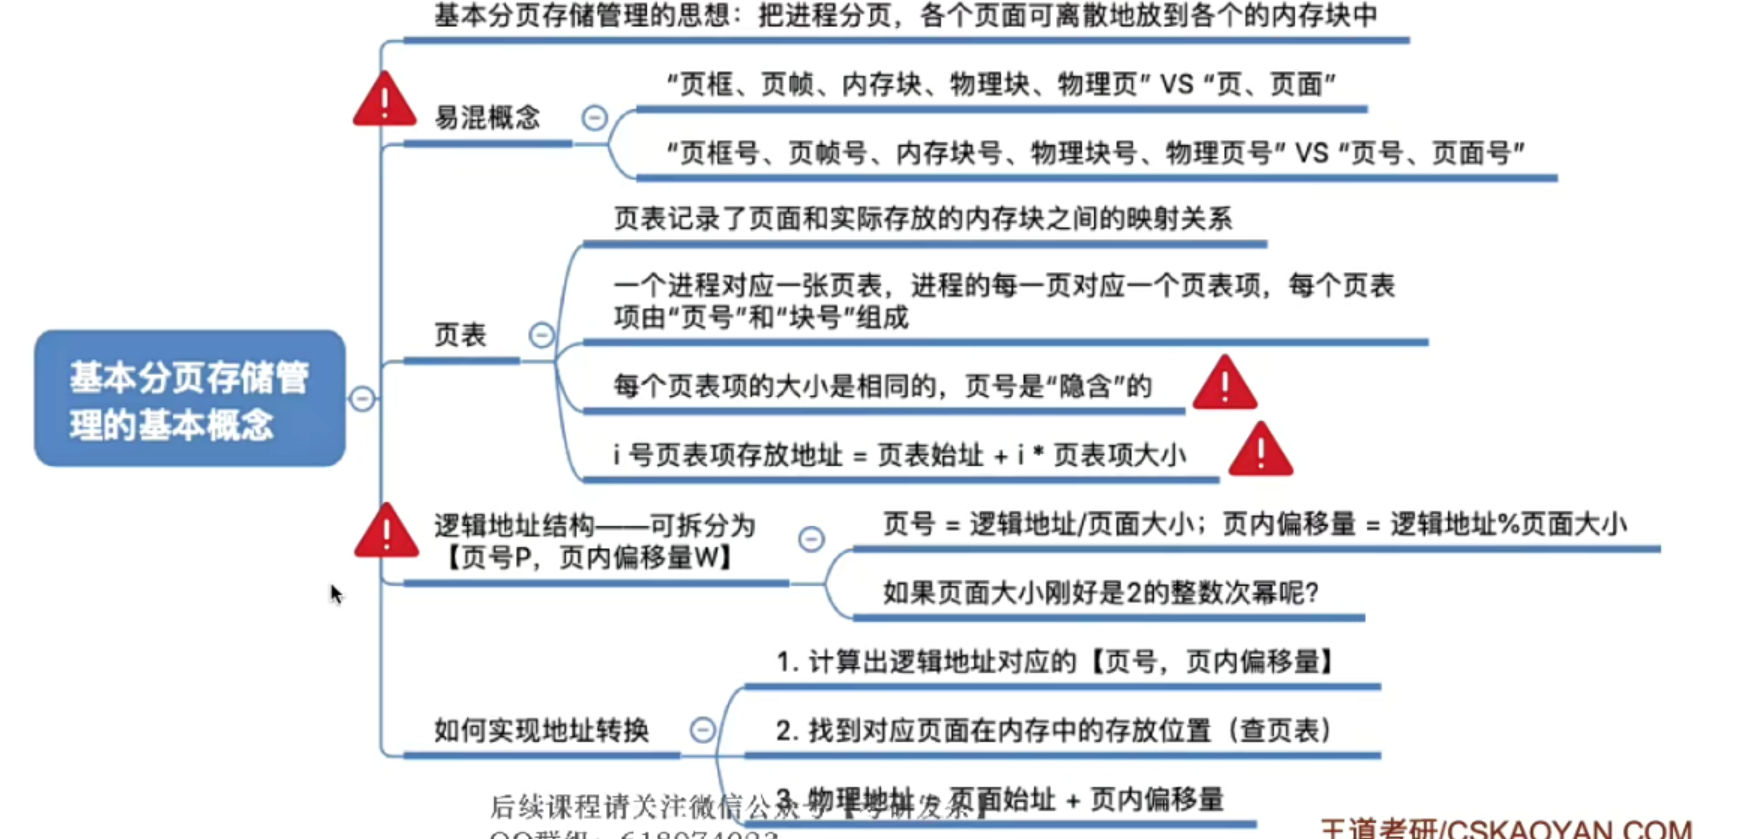 基本分页存储管理的思想：把进程分页，各个页面可离散地放到各个的内存块中
易混概念
“页框、页帧、内存块、物理块、物理页” VS “页、页面”
“页框号、页帧号、内存块号、物理块号、物理页号” VS “页号、页面号”
页表记录了页面和实际存放的内存块之间的映射关系
一个进程对应一张页表，进程的每一页对应一个页表项，每个页表
项由“页号”和“块号”组成
页表
每个页表项的大小是相同的，页号是“隐含”的
i 号页表项存放地址 = 页表始址 + i * 页表项大小
基本分页存储管
理的基本概念
逻辑地址结构——可拆分为
【页号P，页内偏移量W】
页号 = 逻辑地址/页面大小；页内偏移量 = 逻辑地址%页面大小
如果页面大小刚好是2的整数次幂呢？
如何实现地址转换
1. 计算出逻辑地址对应的【页号，页内偏移量】
2. 找到对应页面在内存中的存放位置（查页表）
3. 物理地址 = 页面始址 + 页内偏移量
后续课程请关注微信公众号【考研发条】
王道考研/CSKAOYAN.COM